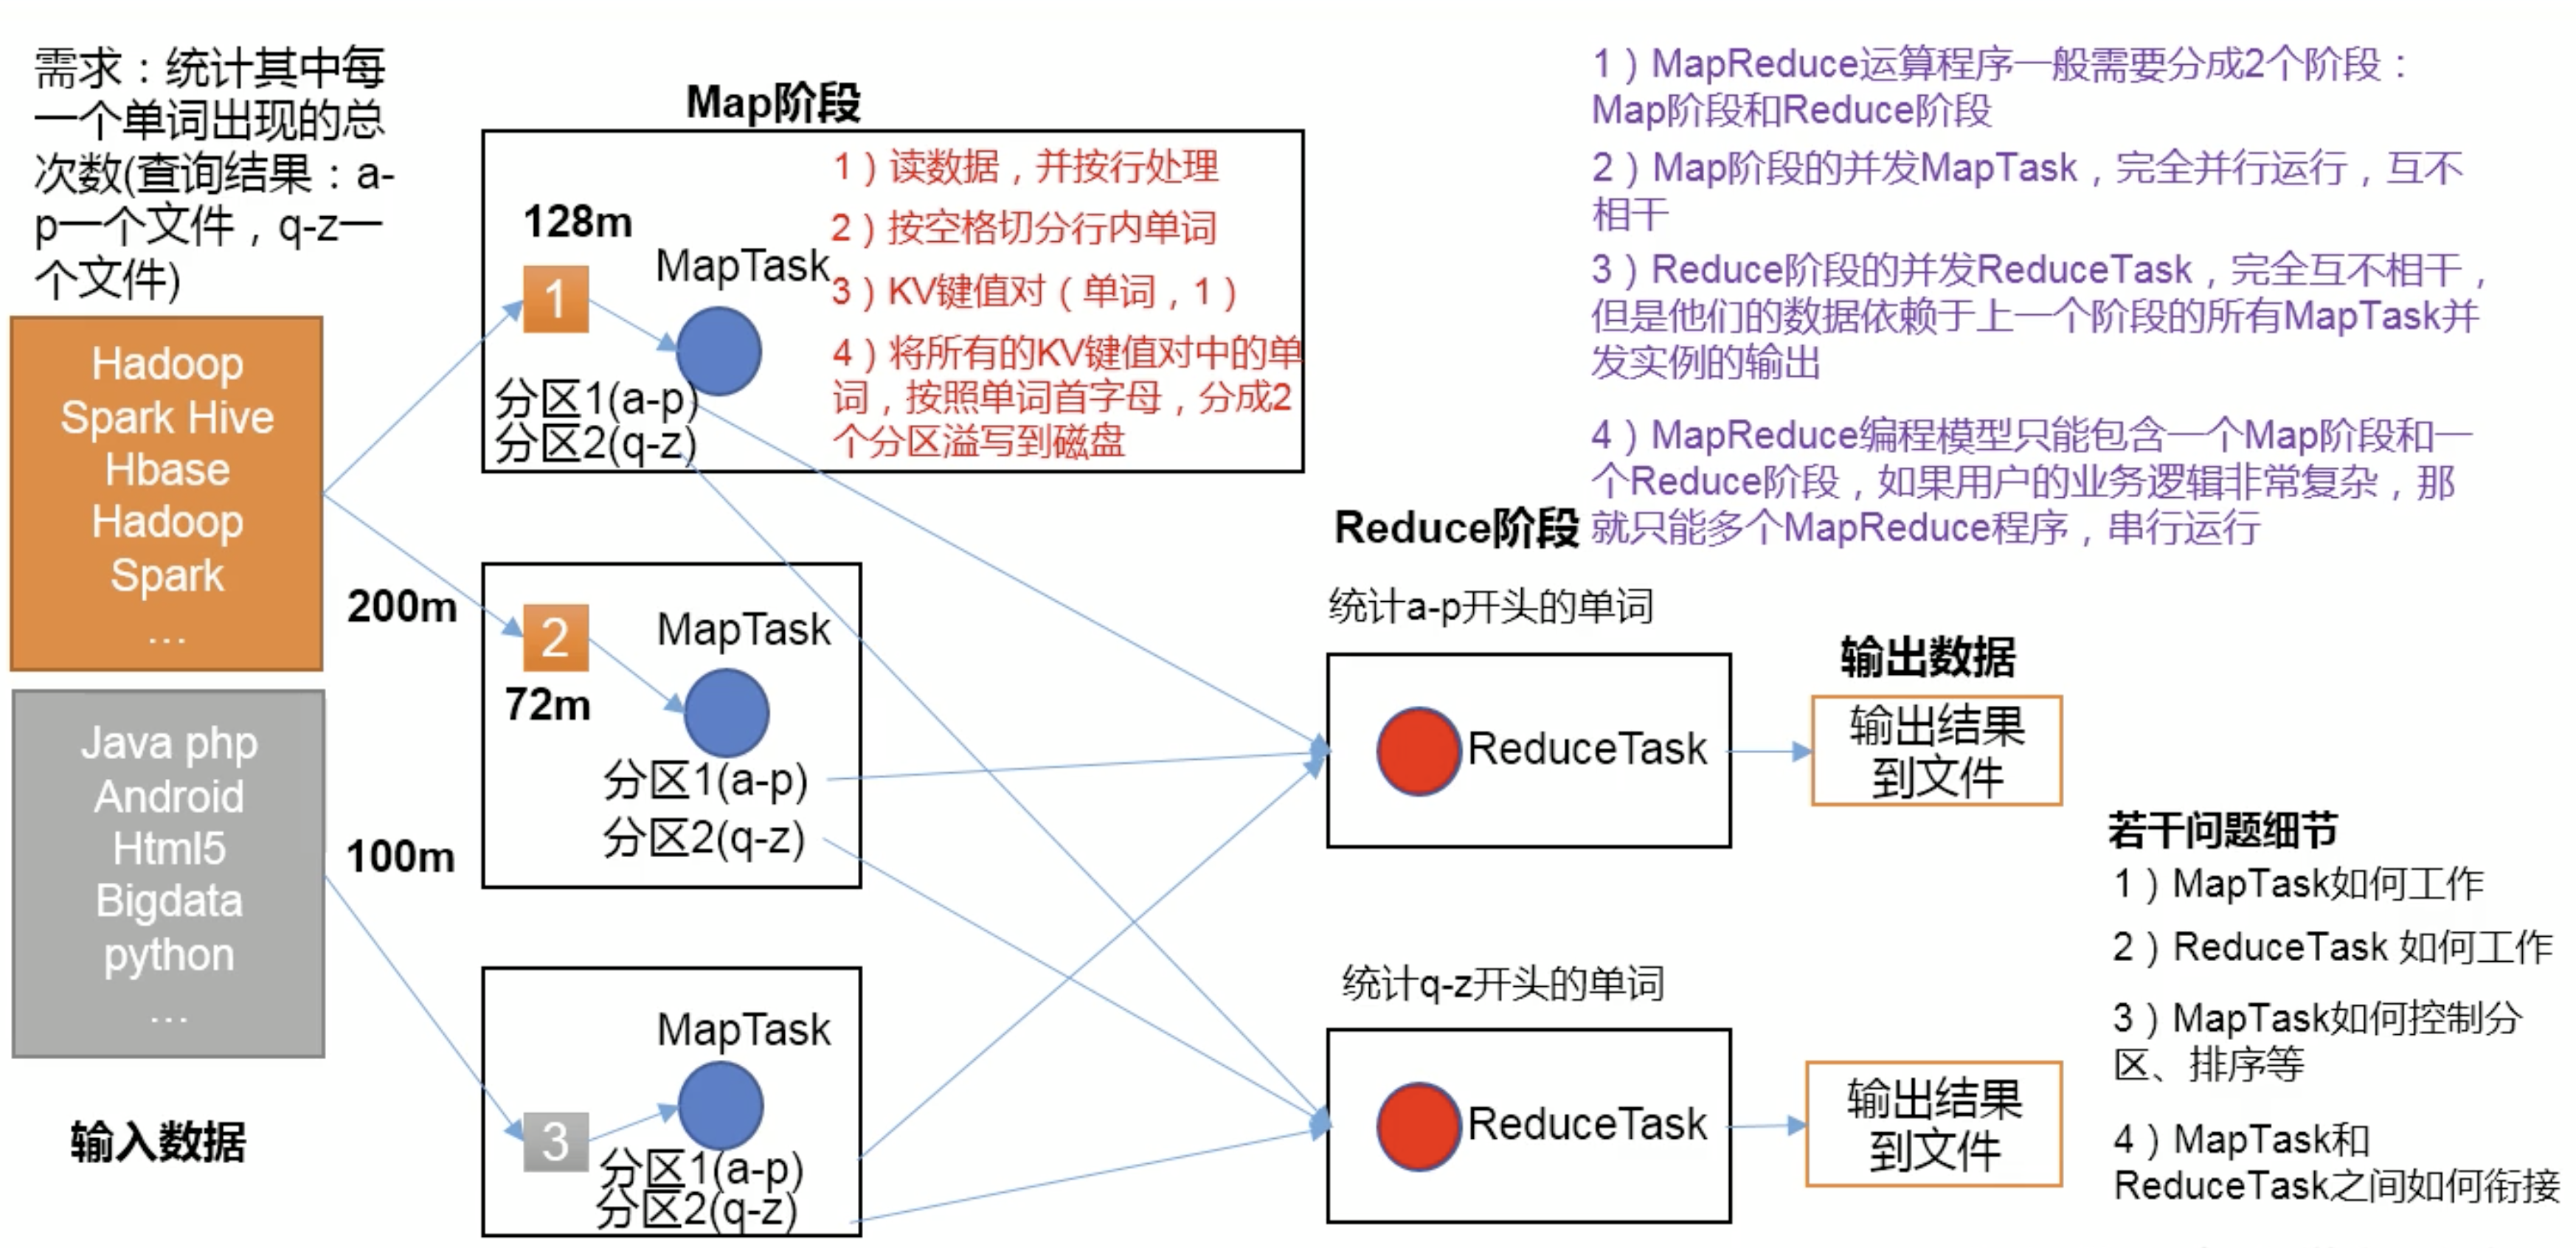 需求：统计其中每
一个单词出现的总
次数(查询结果：a-
p一个文件，q-z一
个文件)
Hadoop
Spark Hive
Hbase
Hadoop
Spark
...
200m
Java php
Android
Html5
Bigdata
python
...
100m
输入数据
Map阶段
128m
1
MapTask
分区1(a-p)
分区2(q-z)
1）读数据，并按行处理
2）按空格切分行内单词
3）KV键值对（单词，1）
4）将所有的KV键值对中的单
词，按照单词首字母，分成2
个分区溢写到磁盘
2
72m
MapTask
分区1(a-p)
分区2(q-z)
3
MapTask
分区1(a-p)
分区2(q-z)
1）MapReduce运算程序一般需要分成2个阶段：
Map阶段和Reduce阶段
2）Map阶段的并发MapTask，完全并行运行，互不
相干
3）Reduce阶段的并发ReduceTask，完全互不相干，
但是他们的数据依赖于上一个阶段的所有MapTask并
发实例的输出
4）MapReduce编程模型只能包含一个Map阶段和一
个Reduce阶段，如果用户的业务逻辑非常复杂，那
就只能多个MapReduce程序，串行运行
Reduce阶段
统计a-p开头的单词
ReduceTask
统计q-z开头的单词
ReduceTask
输出数据
输出结果
到文件
输出结果
到文件
若干问题细节
1）MapTask如何工作
2）ReduceTask 如何工作
3）MapTask如何控制分
区、排序等
4）MapTask和
ReduceTask之间如何衔接